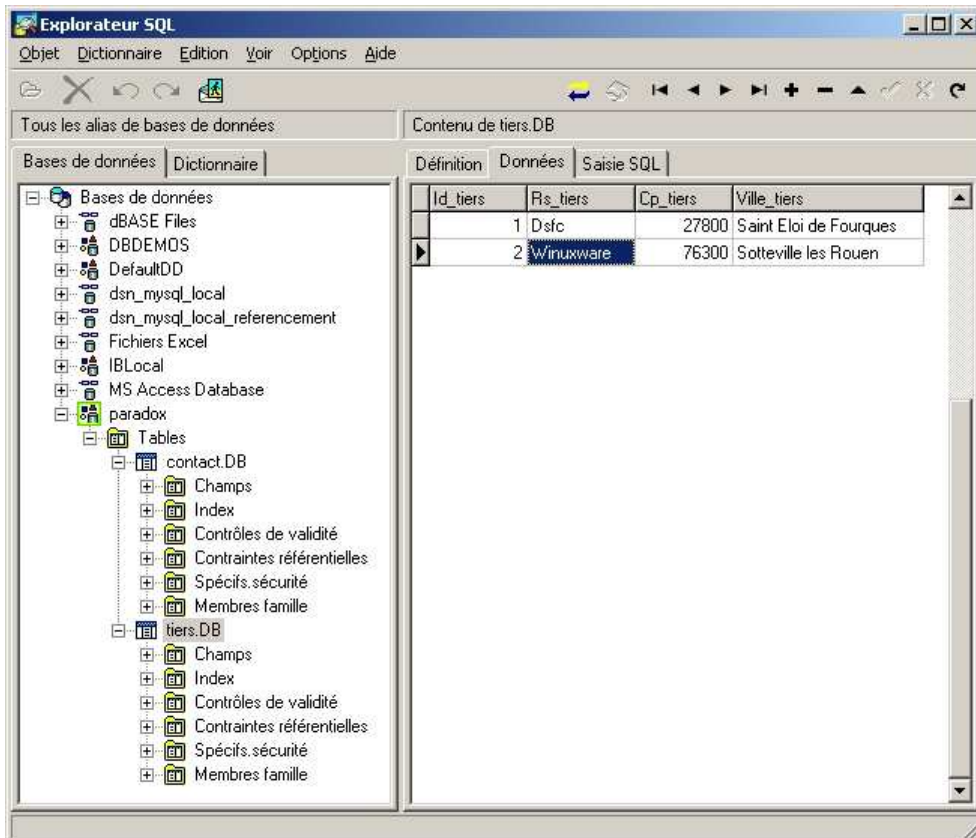 Explorateur SQL
Objet Dictionnaire Edition Voir Options Aide
Tous les alias de bases de données
Contenu de tiers.DB
Bases de données Dictionnaire
Définition Données Saisie SQL
Bases de données
dBASE Files
DBDEMOS
DefaultDD
dsn_mysql_local
dsn_mysql_local_referencement
Fichiers Excel
IBLocal
MS Access Database
paradox
Tables
contact.DB
Champs
Index
Contrôles de validité
Contraintes référentielles
Spécifs.sécurité
Membres famille
tiers.DB
Champs
Index
Contrôles de validité
Contraintes référentielles
Spécifs.sécurité
Membres famille
Id_tiers Rs_tiers Cp_tiers Ville_tiers
1 Dsfc 27800 Saint Eloi de Fourques
2 Winuxware 76300 Sotteville les Rouen